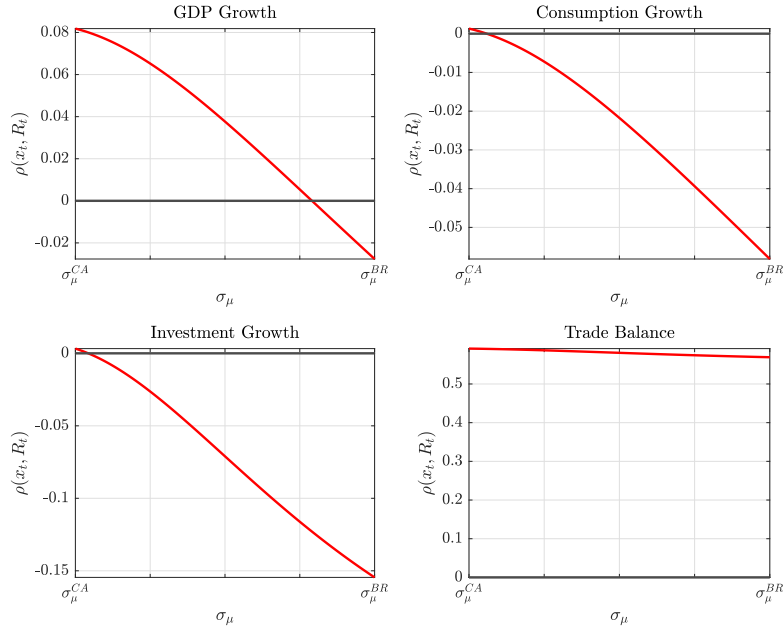 GDP Growth
0.08
0.06
0.04
0.02
0
-0.02
ρ(x_t, R_t)
σ_μ^{CA}
σ_μ^{BR}
σ_μ
Consumption Growth
0
-0.01
-0.02
-0.03
-0.04
-0.05
ρ(x_t, R_t)
σ_μ^{CA}
σ_μ^{BR}
σ_μ
Investment Growth
0
-0.05
-0.1
-0.15
ρ(x_t, R_t)
σ_μ^{CA}
σ_μ^{BR}
σ_μ
Trade Balance
0.5
0.4
0.3
0.2
0.1
0
ρ(x_t, R_t)
σ_μ^{CA}
σ_μ^{BR}
σ_μ